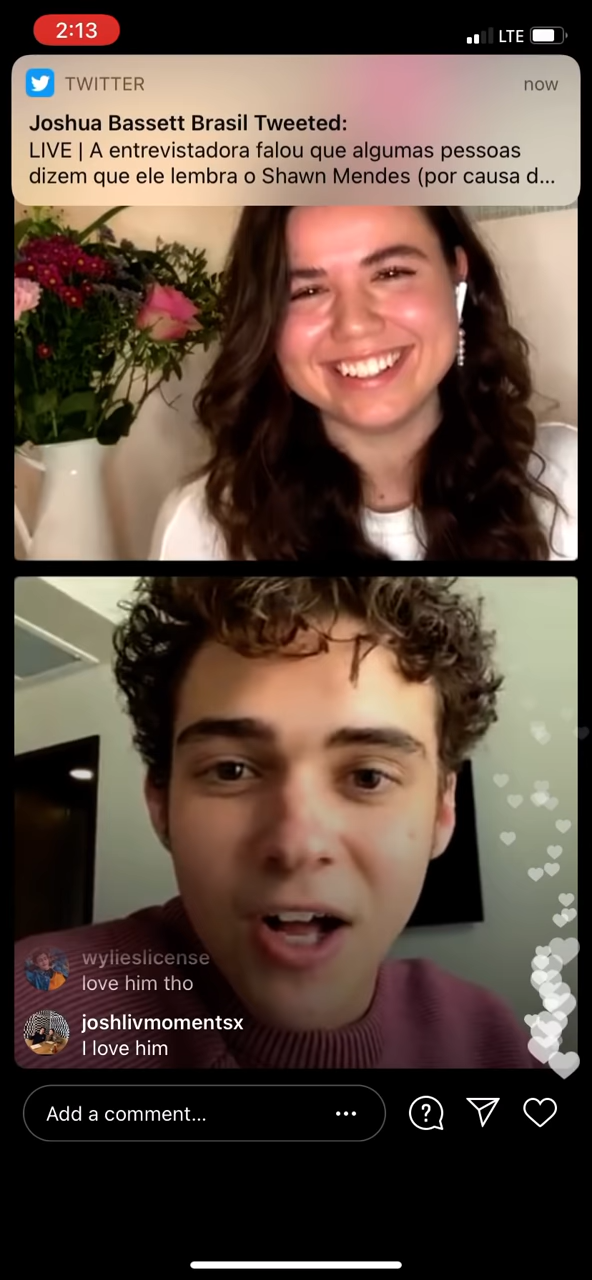 2:13
LTE
TWITTER
now
Joshua Bassett Brasil Tweeted:
LIVE | A entrevistadora falou que algumas pessoas
dizem que ele lembra o Shawn Mendes (por causa d...
wylieslicense
love him tho
joshlivmomentsx
I love him
Add a comment...